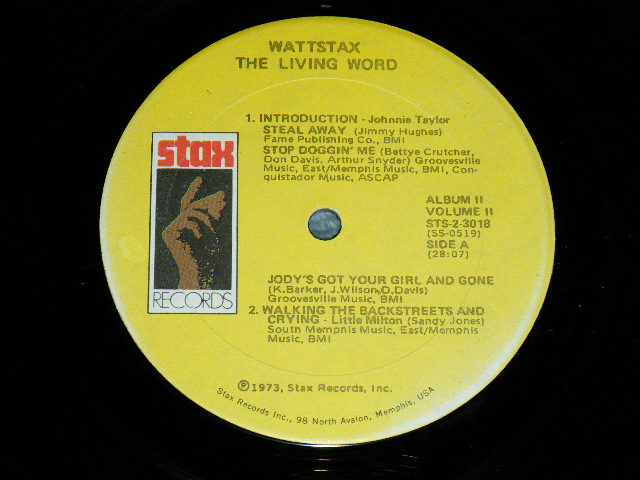 WATTSTAX
THE LIVING WORD
1. INTRODUCTION - Johnnie Taylor
STEAL AWAY (Jimmy Hughes)
Fame Publishing Co., BMI
STOP DOGGIN' ME (Bettye Crutcher,
Don Davis, Arthur Snyder) Groovesville
Music, East/Memphis Music, BMI, Con-
quistador Music, ASCAP
stax
RECORDS
ALBUM II
VOLUME II
STS-2-3018
(SS-0519)
SIDE A
(28:07)
JODY'S GOT YOUR GIRL AND GONE
(K. Barker, J. Wilson, D. Davis)
Groovesville Music, BMI
2. WALKING THE BACKSTREETS AND
CRYING - Little Milton (Sandy Jones)
South Memphis Music, East/Memphis
Music, BMI
Ⓟ©1973, Stax Records, Inc.
Stax Records Inc., 98 North Avalon, Memphis, USA